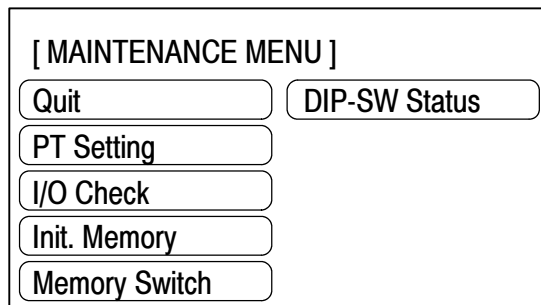 [ MAINTENANCE MENU ]
Quit DIP-SW Status
PT Setting
I/O Check
Init. Memory
Memory Switch